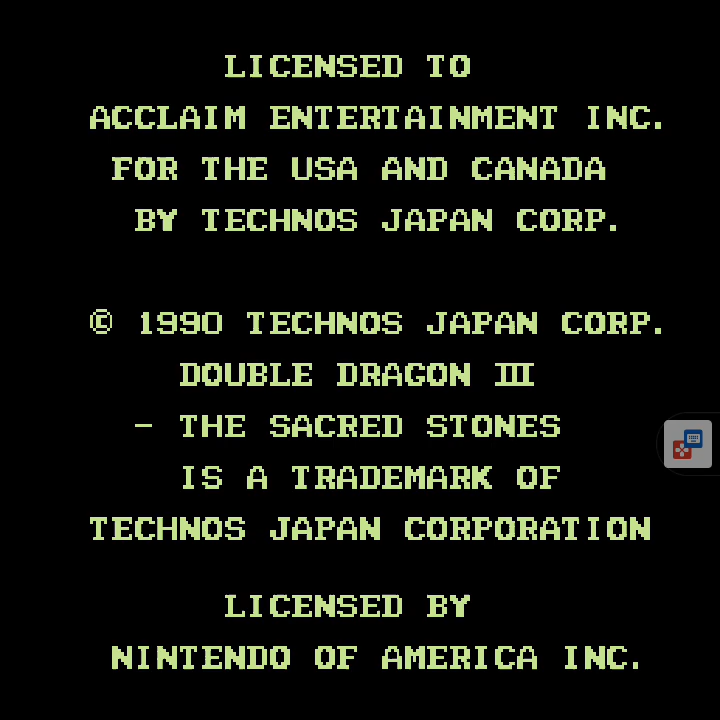 LICENSED TO
ACCLAIM ENTERTAINMENT INC.
FOR THE USA AND CANADA
BY TECHNOS JAPAN CORP.
© 1990 TECHNOS JAPAN CORP.
DOUBLE DRAGON III
- THE SACRED STONES
IS A TRADEMARK OF
TECHNOS JAPAN CORPORATION
LICENSED BY
NINTENDO OF AMERICA INC.